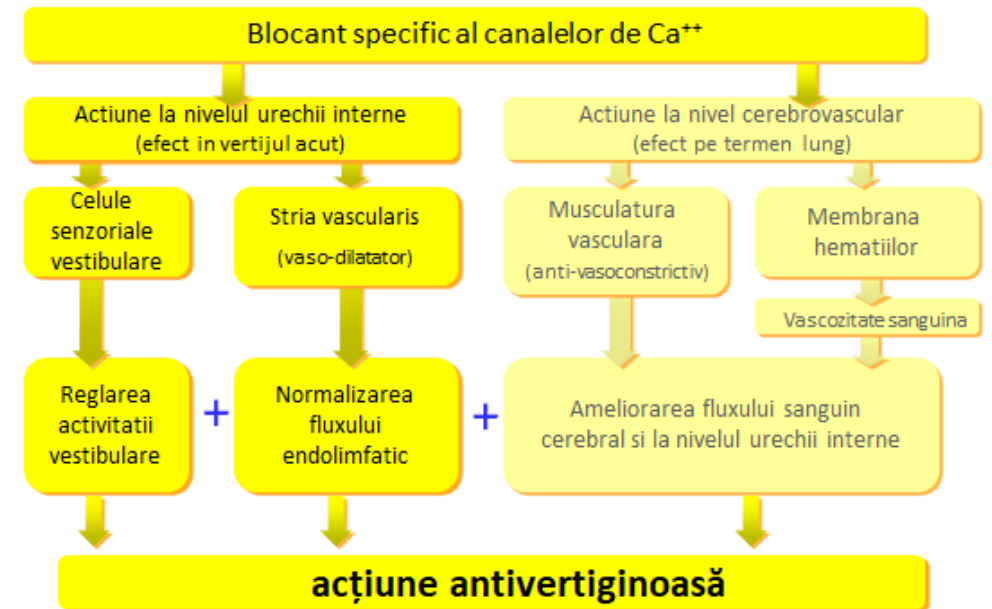 Blocant specific al canalelor de Ca⁺⁺
Actiune la nivelul urechii interne
(efect in vertijul acut)
Actiune la nivel cerebrovascular
(efect pe termen lung)
Celule
senzoriale
vestibulare
Stria vascularis
(vaso-dilatator)
Musculatura
vasculara
(anti-vasoconstrictiv)
Membrana
hematiilor
Vascozitate sanguina
Reglarea
activitatii
vestibulare
+
Normalizarea
fluxului
endolimfatic
+
Ameliorarea fluxului sanguin
cerebral si la nivelul urechii interne
acțiune antivertiginoasă